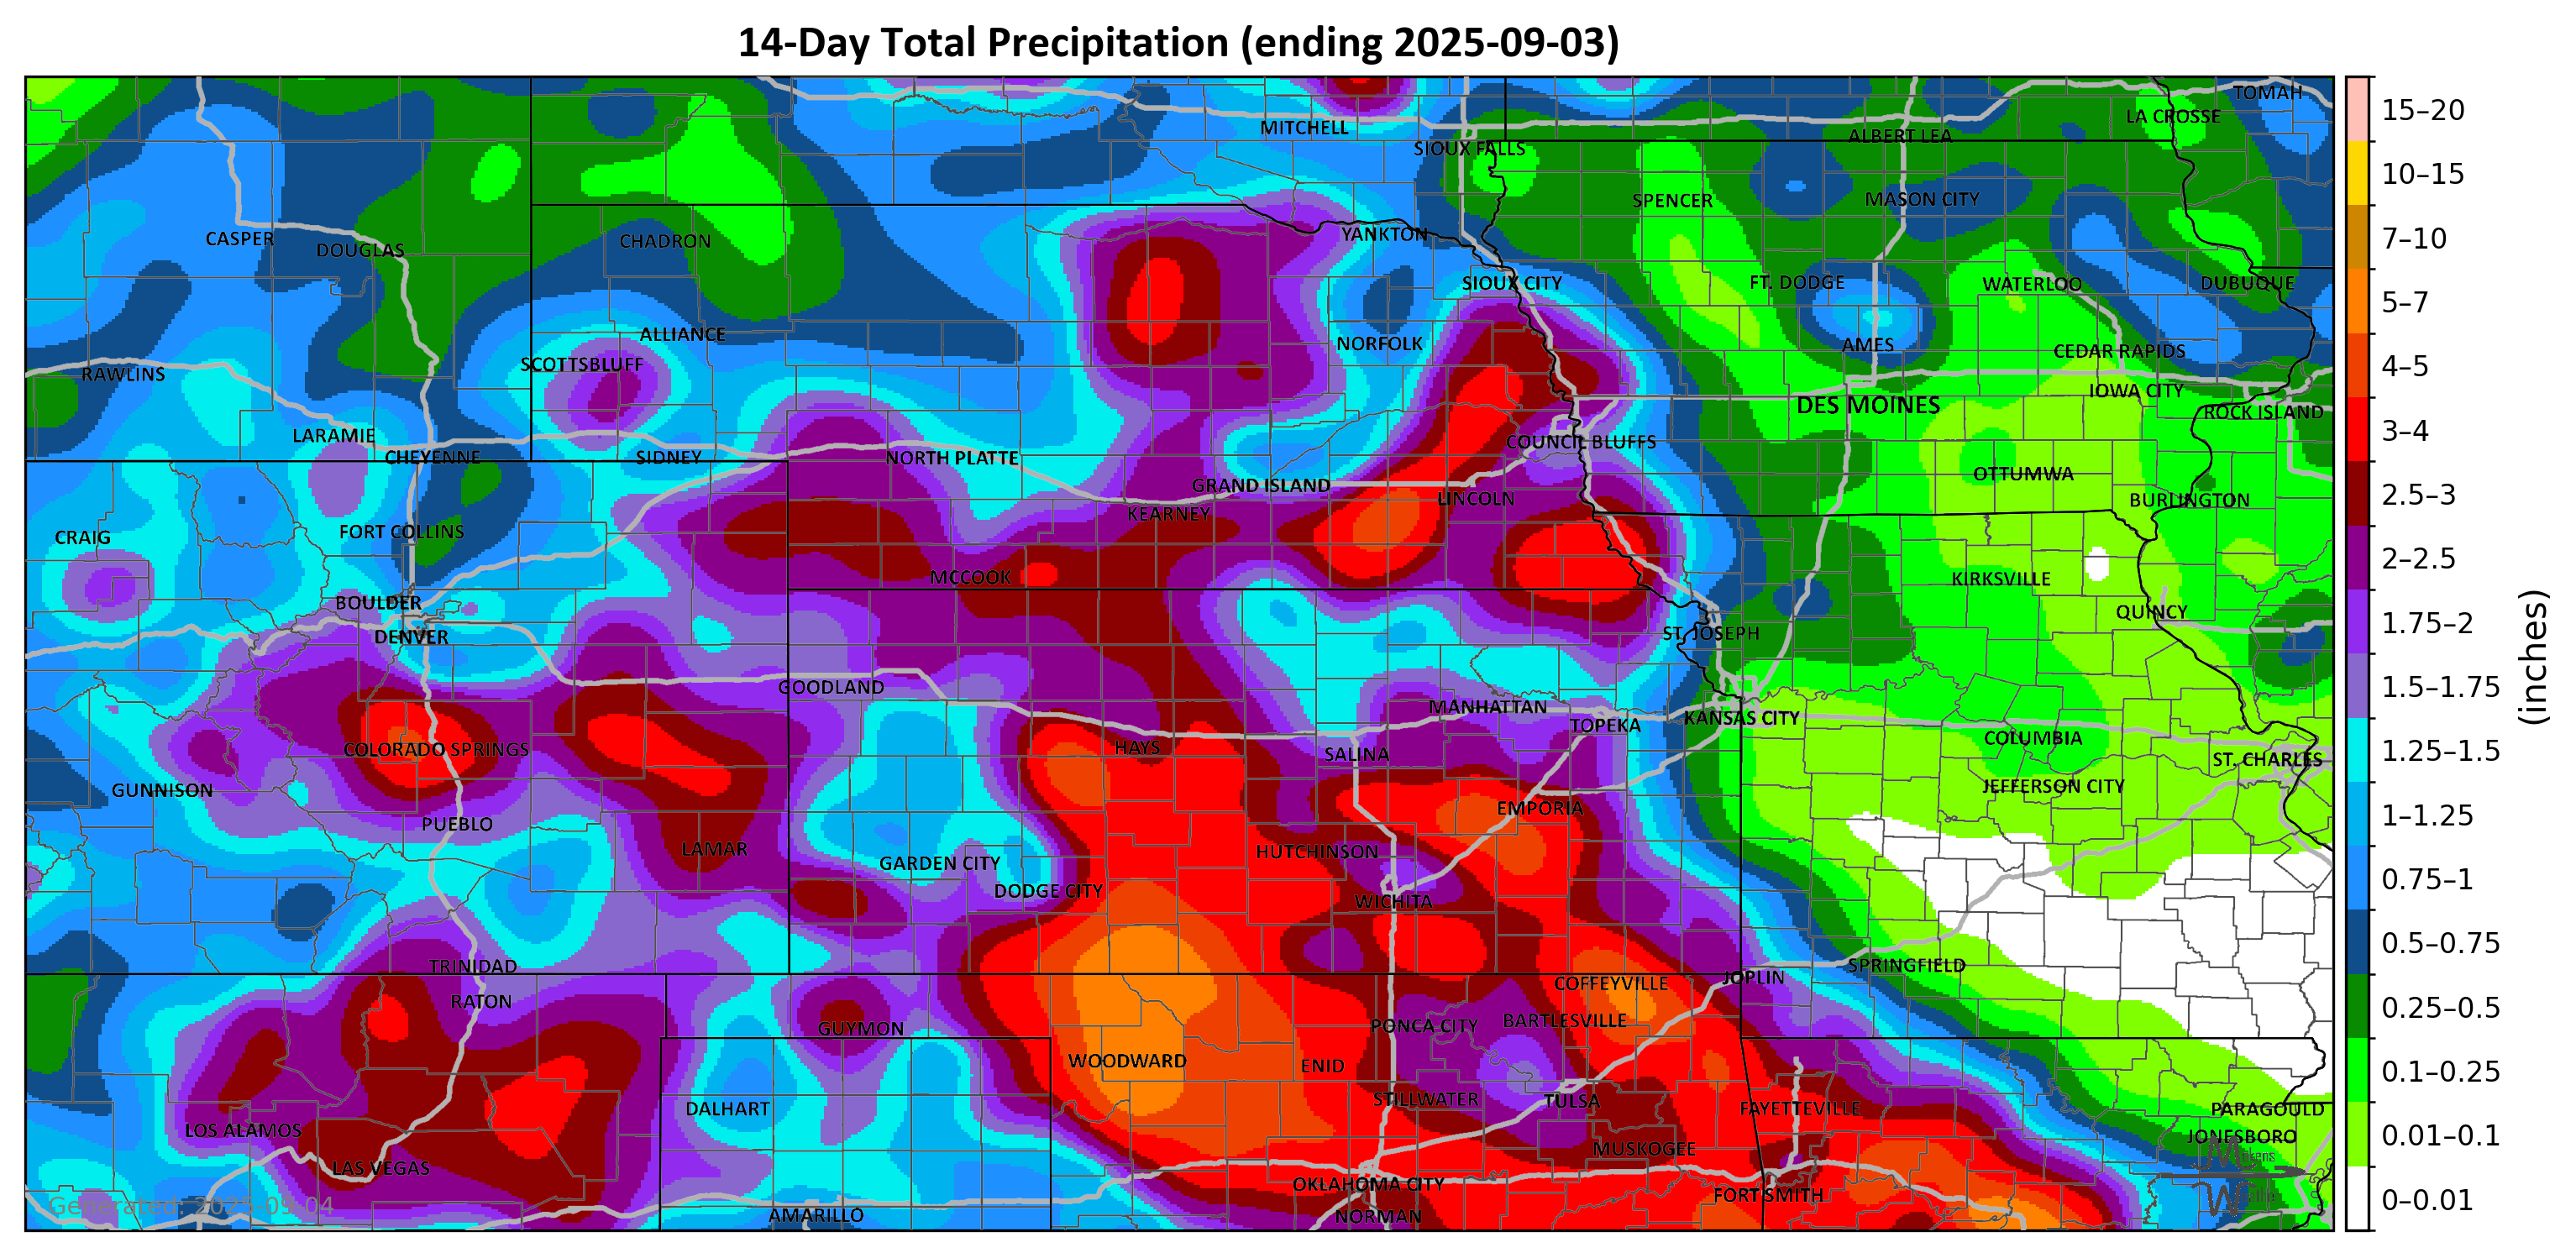 14-Day Total Precipitation (ending 2025-09-03)
TOMAH
LA CROSSE
MITCHELL
ALBERT LEA
SIOUX FALLS
SPENCER
MASON CITY
CASPER
DOUGLAS
CHADRON
YANKTON
SIOUX CITY
FT. DODGE
WATERLOO
DUBUQUE
ALLIANCE
NORFOLK
AMES
CEDAR RAPIDS
SCOTTSBLUFF
RAWLINS
IOWA CITY
DES MOINES
ROCK ISLAND
LARAMIE
COUNCIL BLUFFS
CHEYENNE
SIDNEY
NORTH PLATTE
OTTUMWA
GRAND ISLAND
LINCOLN
BURLINGTON
KEARNEY
FORT COLLINS
CRAIG
MCCOOK
KIRKSVILLE
BOULDER
QUINCY
DENVER
ST. JOSEPH
GOODLAND
MANHATTAN
KANSAS CITY
TOPEKA
COLUMBIA
COLORADO SPRINGS
HAYS
SALINA
ST. CHARLES
GUNNISON
JEFFERSON CITY
EMPORIA
PUEBLO
LAMAR
HUTCHINSON
GARDEN CITY
DODGE CITY
WICHITA
TRINIDAD
SPRINGFIELD
JOPLIN
COFFEYVILLE
RATON
GUYMON
PONCA CITY
BARTLESVILLE
WOODWARD
ENID
STILLWATER
TULSA
DALHART
FAYETTEVILLE
PARAGOULD
LOS ALAMOS
JONESBORO
MUSKOGEE
LAS VEGAS
OKLAHOMA CITY
FORT SMITH
AMARILLO
NORMAN
Generated: 2025-09-04
15–20
10–15
7–10
5–7
4–5
3–4
2.5–3
2–2.5
1.75–2
1.5–1.75
1.25–1.5
1–1.25
0.75–1
0.5–0.75
0.25–0.5
0.1–0.25
0.01–0.1
0–0.01
(inches)